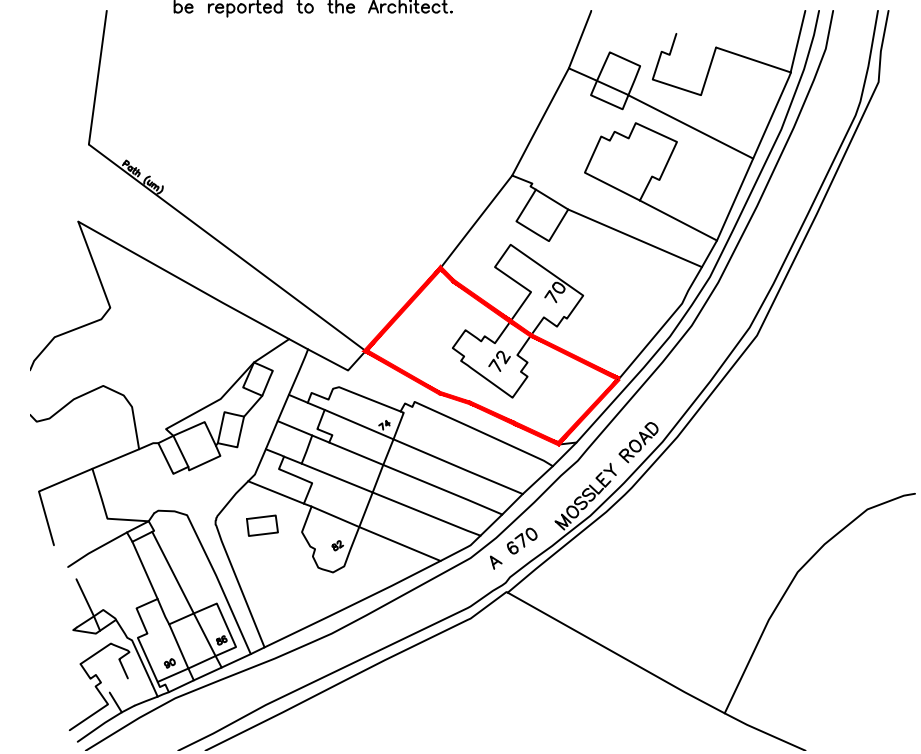 be reported to the Architect.
Path (um)
70
72
74
A 670 MOSSLEY ROAD
82
86
90